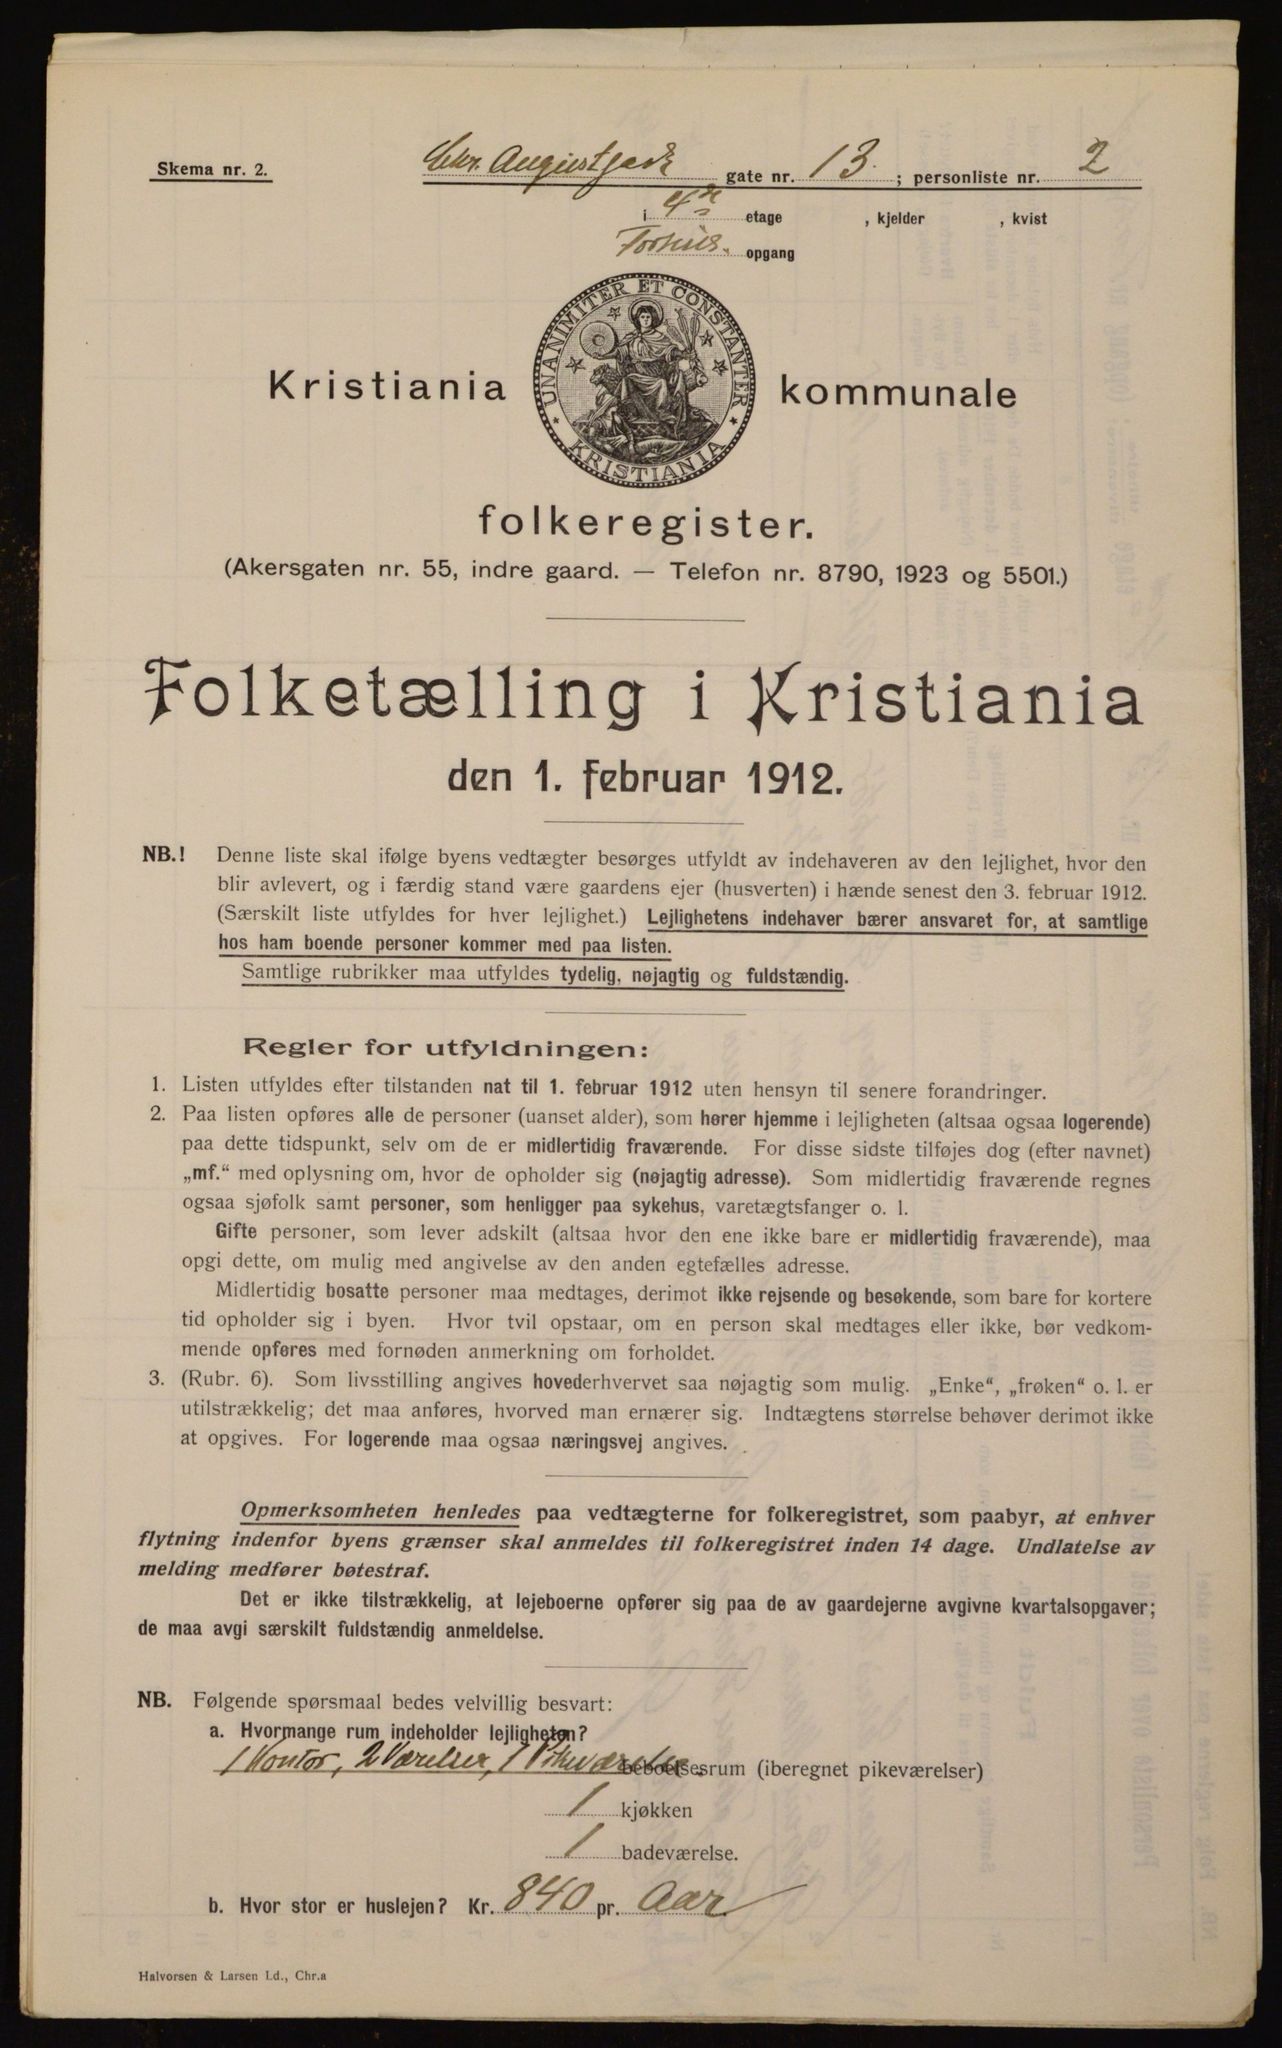 Skema nr. 2.
Chr. Augustgade gate nr. 13. ; personliste nr. 2
i 4de etage , kjelder , kvist
Forhus. opgang
UNANIMITER ET CONSTANTER
KRISTIANIA
Kristiania kommunale
folkeregister.
(Akersgaten nr. 55, indre gaard. — Telefon nr. 8790, 1923 og 5501.)
Folketælling i Kristiania
den 1. februar 1912.
NB.! Denne liste skal ifølge byens vedtægter besørges utfyldt av indehaveren av den lejlighet, hvor den
blir avlevert, og i færdig stand være gaardens ejer (husverten) i hænde senest den 3. februar 1912.
(Særskilt liste utfyldes for hver lejlighet.) Lejlighetens indehaver bærer ansvaret for, at samtlige
hos ham boende personer kommer med paa listen.
Samtlige rubrikker maa utfyldes tydelig, nøjagtig og fuldstændig.
Regler for utfyldningen:
1. Listen utfyldes efter tilstanden nat til 1. februar 1912 uten hensyn til senere forandringer.
2. Paa listen opføres alle de personer (uanset alder), som hører hjemme i lejligheten (altsaa ogsaa logerende)
paa dette tidspunkt, selv om de er midlertidig fraværende. For disse sidste tilføjes dog (efter navnet)
„mf.“ med oplysning om, hvor de opholder sig (nøjagtig adresse). Som midlertidig fraværende regnes
ogsaa sjøfolk samt personer, som henligger paa sykehus, varetægtsfanger o. l.
Gifte personer, som lever adskilt (altsaa hvor den ene ikke bare er midlertidig fraværende), maa
opgi dette, om mulig med angivelse av den anden egtefælles adresse.
Midlertidig bosatte personer maa medtages, derimot ikke rejsende og besøkende, som bare for kortere
tid opholder sig i byen. Hvor tvil opstaar, om en person skal medtages eller ikke, bør vedkom-
mende opføres med fornøden anmerkning om forholdet.
3. (Rubr. 6). Som livsstilling angives hovederhvervet saa nøjagtig som mulig. „Enke“, „frøken“ o. l. er
utilstrækkelig; det maa anføres, hvorved man ernærer sig. Indtægtens størrelse behøver derimot ikke
at opgives. For logerende maa ogsaa næringsvej angives.
Opmerksomheten henledes paa vedtægterne for folkeregistret, som paabyr, at enhver
flytning indenfor byens grænser skal anmeldes til folkeregistret inden 14 dage. Undlatelse av
melding medfører bøtestraf.
Det er ikke tilstrækkelig, at lejeboerne opfører sig paa de av gaardejerne avgivne kvartalsopgaver;
de maa avgi særskilt fuldstændig anmeldelse.
NB. Følgende spørsmaal bedes velvillig besvart:
a. Hvormange rum indeholder lejligheten?
1 Kontor, 2 Værelser, 1 Pikeværelse beboelsesrum (iberegnet pikeværelser)
1 kjøkken
1 badeværelse.
b. Hvor stor er huslejen? Kr. 840 pr. Aar
Halvorsen & Larsen Ld., Chr.a